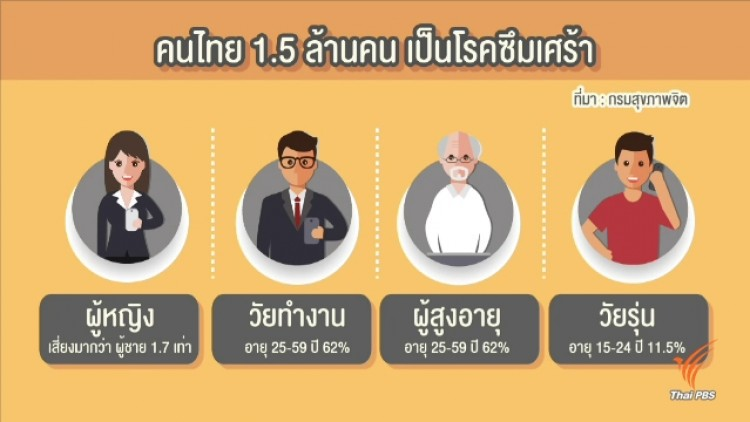 คนไทย 1.5 ล้านคน เป็นโรคซึมเศร้า
ที่มา : กรมสุขภาพจิต
ผู้หญิง
เสี่ยงมากว่า ผู้ชาย 1.7 เท่า
วัยทำงาน
อายุ 25-59 ปี 62%
ผู้สูงอายุ
อายุ 25-59 ปี 62%
วัยรุ่น
อายุ 15-24 ปี 11.5%
Thai PBS